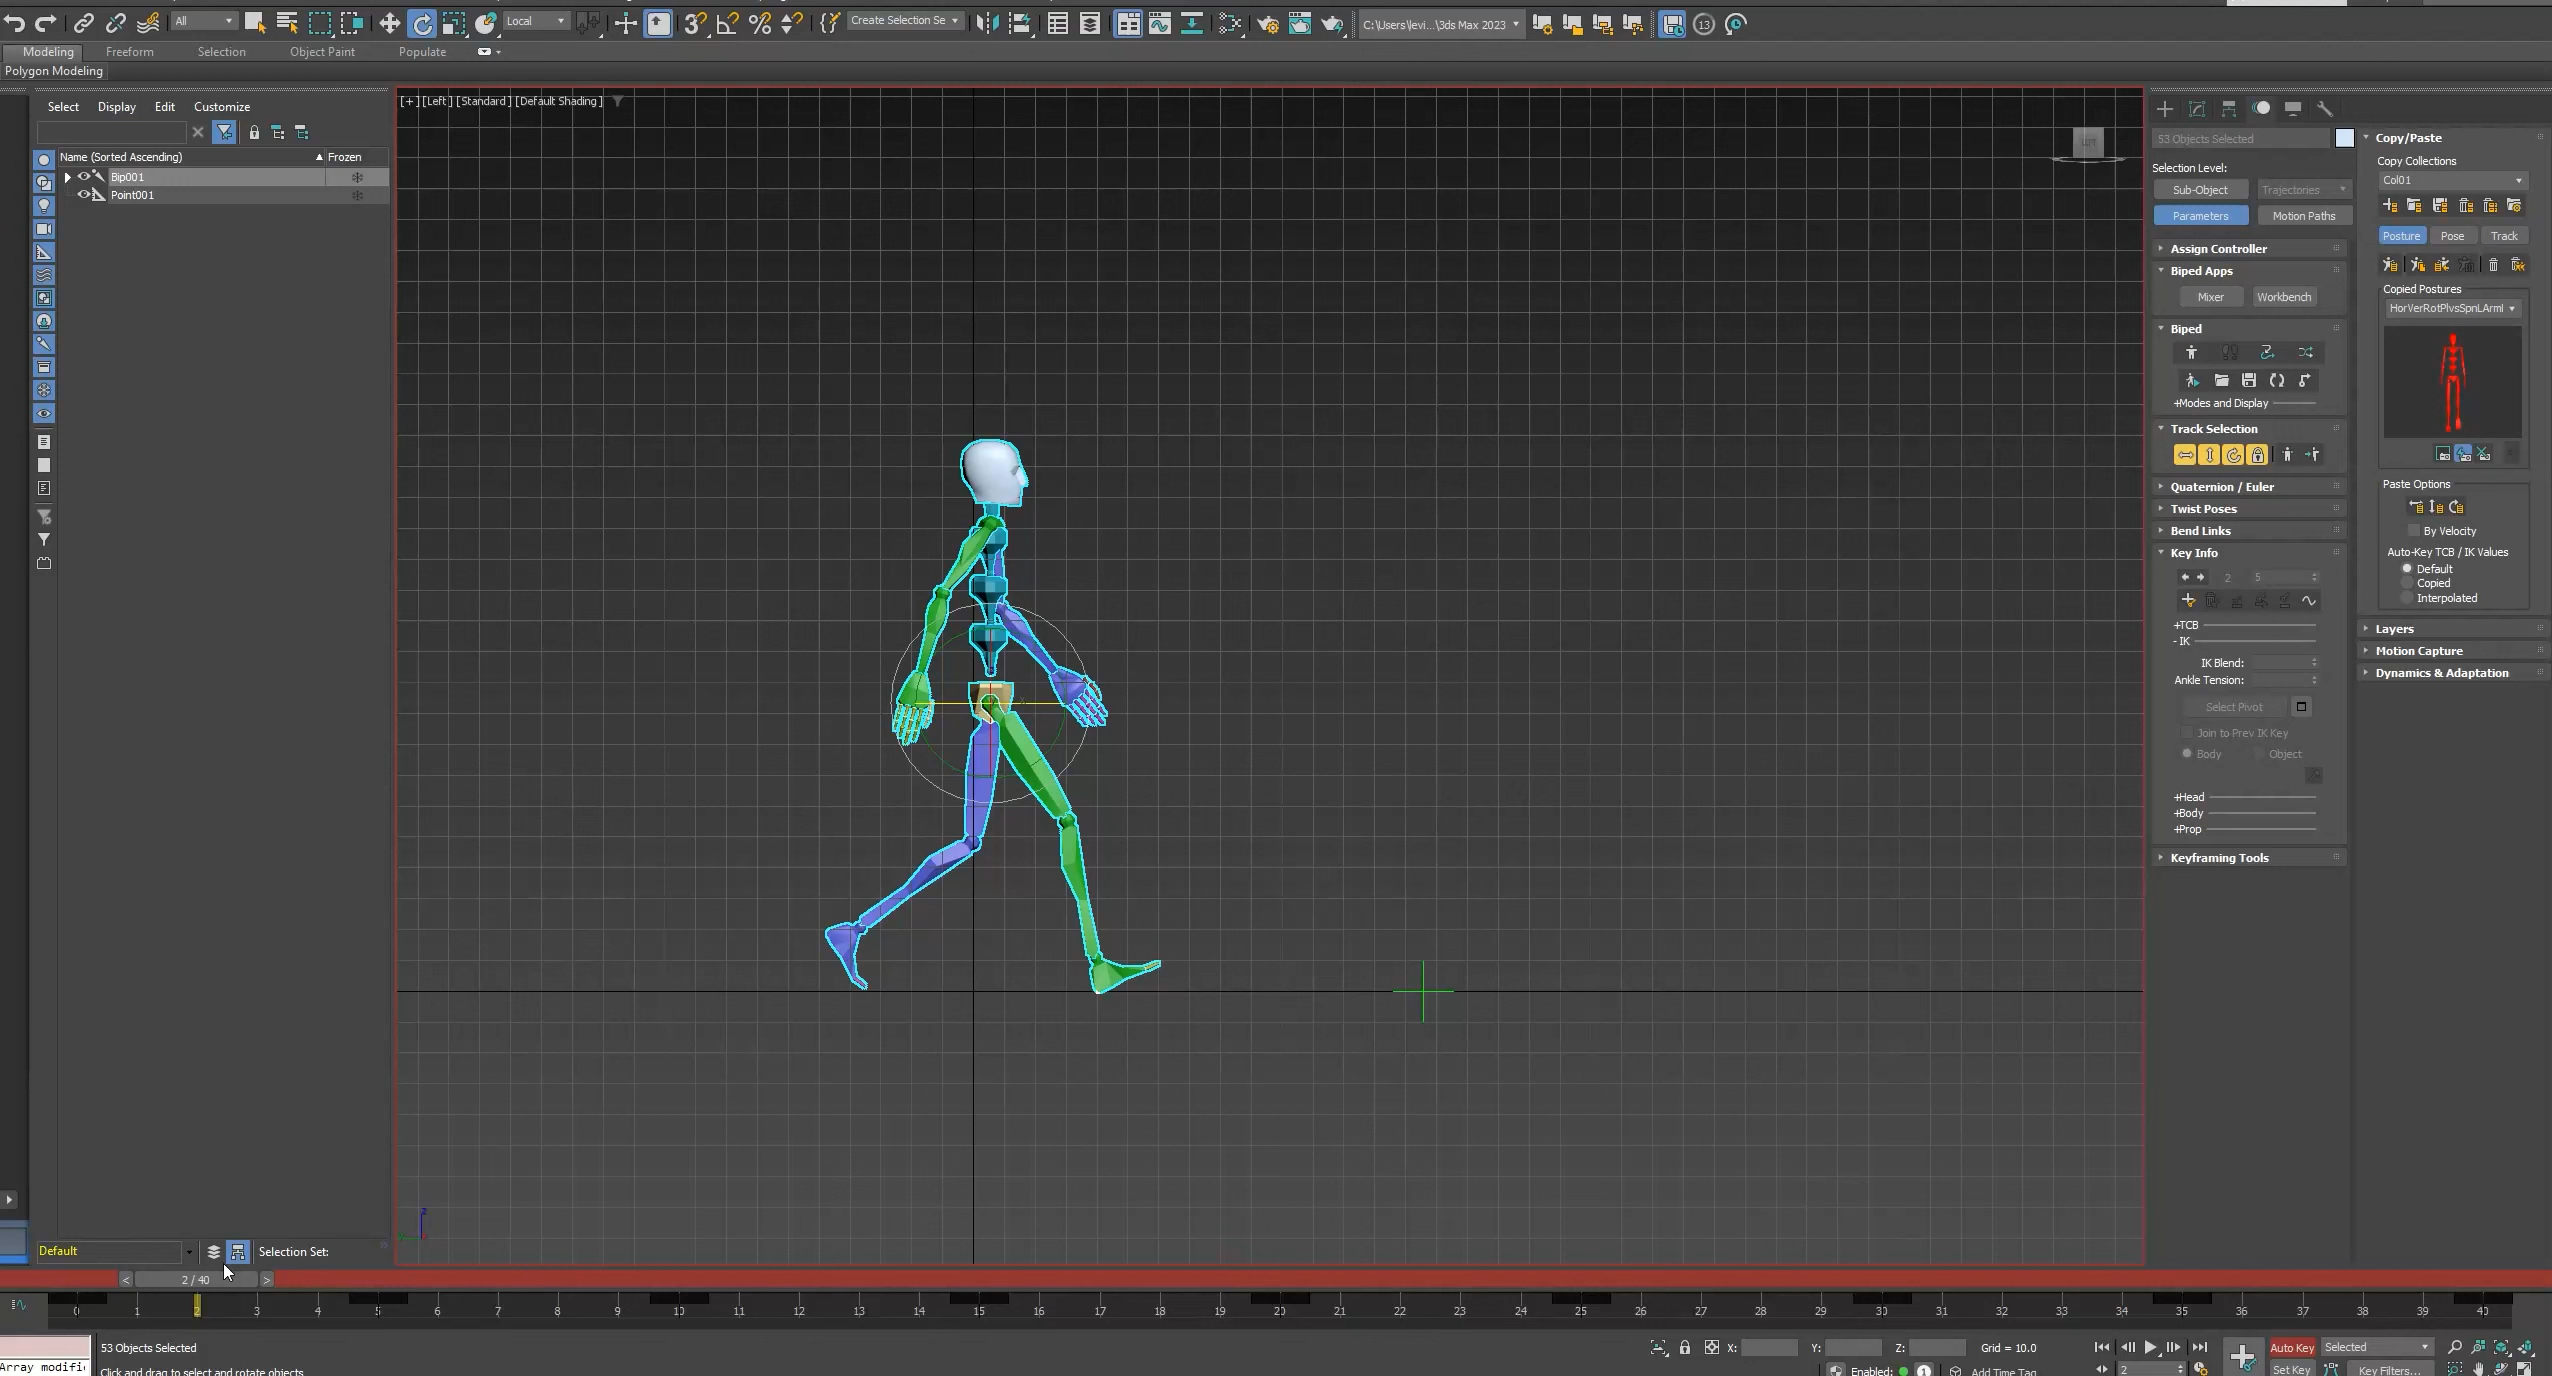 All
Local
Create Selection Se
C:\Users\levi...\3ds Max 2023
13
Modeling
Freeform
Selection
Object Paint
Populate
Polygon Modeling
Select
Display
Edit
Customize
Name (Sorted Ascending)
Frozen
Bip001
Point001
[+] [Left] [Standard] [Default Shading]
53 Objects Selected
Selection Level:
Sub-Object
Trajectories
Parameters
Motion Paths
Assign Controller
Biped Apps
Mixer
Workbench
Biped
+Modes and Display
Track Selection
Quaternion / Euler
Twist Poses
Bend Links
Key Info
2
5
+TCB
- IK
IK Blend:
Ankle Tension:
Select Pivot
Join to Prev IK Key
Body
Object
+Head
+Body
+Prop
Keyframing Tools
Copy/Paste
Copy Collections
Col01
Posture
Pose
Track
Copied Postures
HorVerRotPlvsSpnLArml
Paste Options
By Velocity
Auto-Key TCB / IK Values
Default
Copied
Interpolated
Layers
Motion Capture
Dynamics & Adaptation
z
Default
Selection Set:
< 2 / 40 >
0 1 2 3 4 5 6 7 8 9 10 11 12 13 14 15 16 17 18 19 20 21 22 23 24 25 26 27 28 29 30 31 32 33 34 35 36 37 38 39 40
53 Objects Selected
X:
Y:
Z:
Grid = 10.0
Auto Key
Selected
Array modifi
Click and drag to select and rotate objects
Enabled:
1
Add Time Tag
2
Set Key
Key Filters...